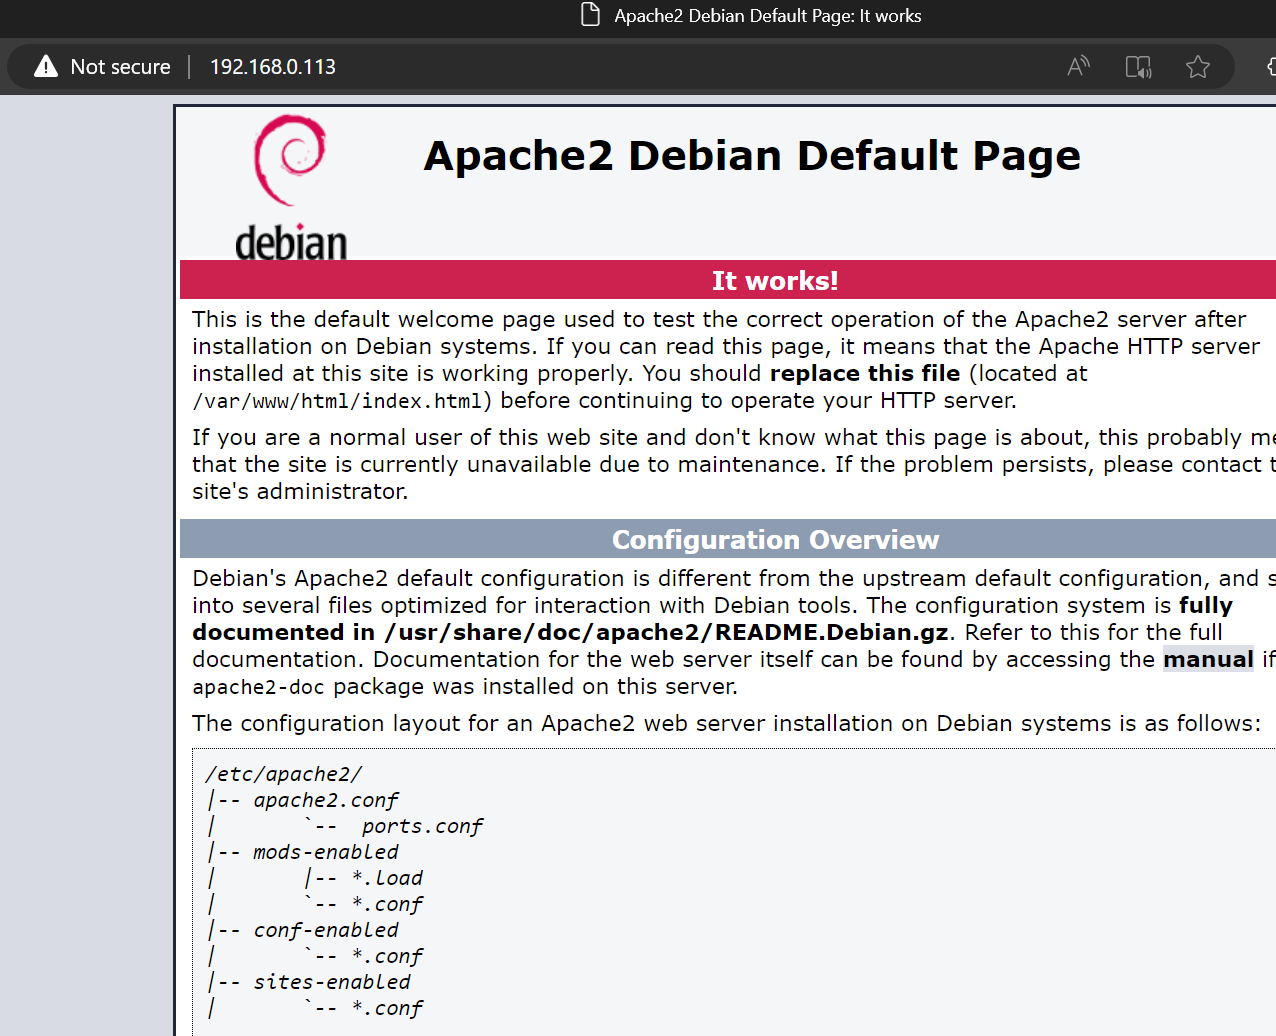 Apache2 Debian Default Page: It works
Not secure
192.168.0.113
debian
Apache2 Debian Default Page
It works!
This is the default welcome page used to test the correct operation of the Apache2 server after
installation on Debian systems. If you can read this page, it means that the Apache HTTP server
installed at this site is working properly. You should replace this file (located at
/var/www/html/index.html) before continuing to operate your HTTP server.
If you are a normal user of this web site and don't know what this page is about, this probably
that the site is currently unavailable due to maintenance. If the problem persists, please contact
site's administrator.
Configuration Overview
Debian's Apache2 default configuration is different from the upstream default configuration, and
into several files optimized for interaction with Debian tools. The configuration system is fully
documented in /usr/share/doc/apache2/README.Debian.gz. Refer to this for the full
documentation. Documentation for the web server itself can be found by accessing the manual if
apache2-doc package was installed on this server.
The configuration layout for an Apache2 web server installation on Debian systems is as follows:
/etc/apache2/
|-- apache2.conf
|       `--  ports.conf
|-- mods-enabled
|       |-- *.load
|       `-- *.conf
|-- conf-enabled
|       `-- *.conf
|-- sites-enabled
|       `-- *.conf